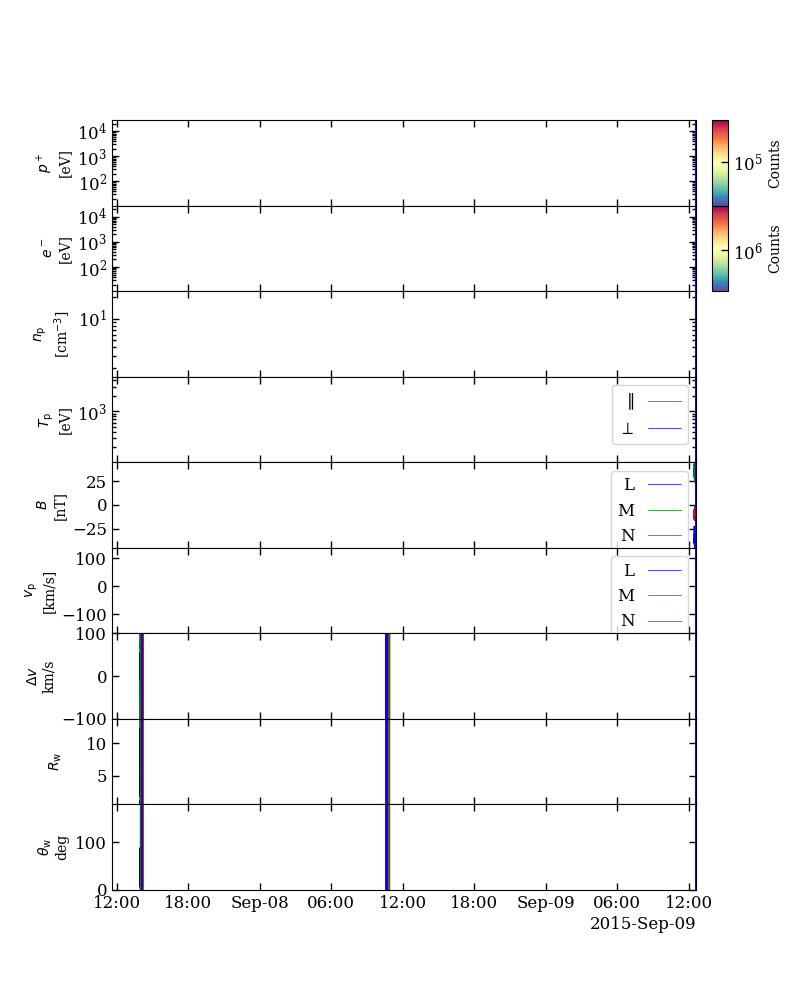 10⁴
10³
10²
p⁺
[eV]
10⁵
Counts
10⁴
10³
10²
e⁻
[eV]
10⁶
Counts
10¹
nₚ
[cm⁻³]
10³
Tₚ
[eV]
∥
⊥
25
0
−25
B
[nT]
L
M
N
100
0
−100
vₚ
[km/s]
L
M
N
100
0
−100
Δv
km/s
10
5
R_w
100
0
θ_w
deg
12:00 18:00 Sep-08 06:00 12:00 18:00 Sep-09 06:00 12:00
2015-Sep-09